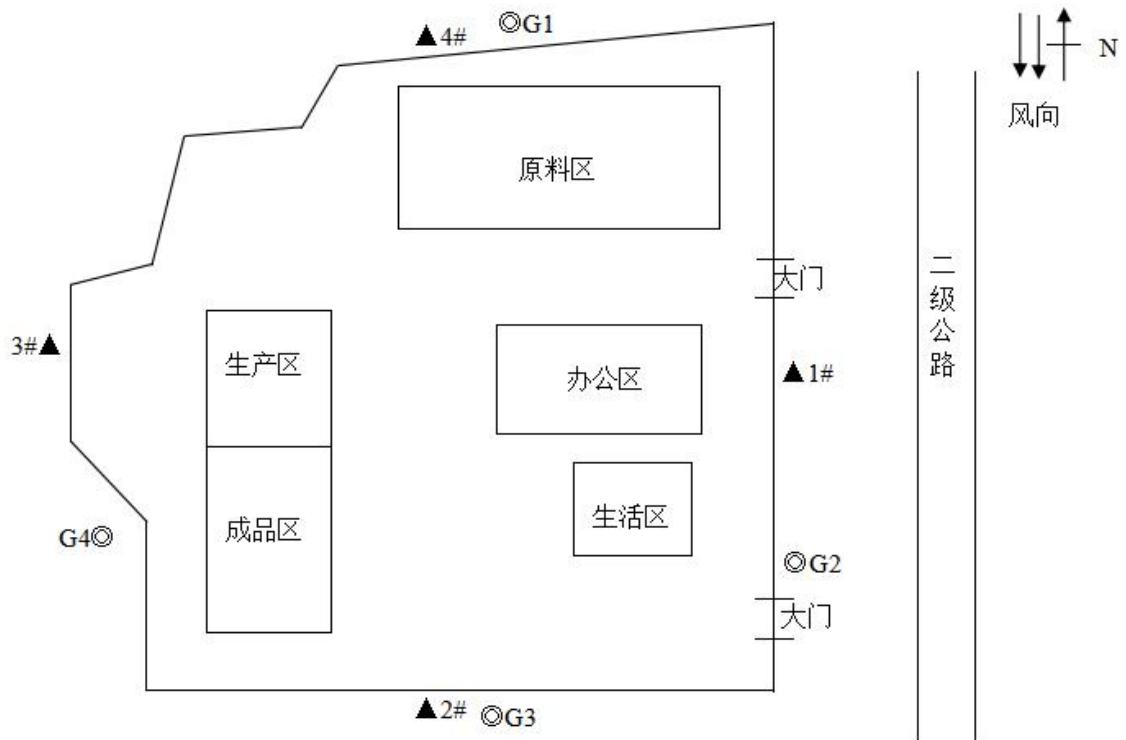 ◎G1
▲4#
N
风向
原料区
二级公路
大门
3#▲
生产区
办公区
▲1#
成品区
生活区
G4◎
◎G2
大门
▲2#
◎G3